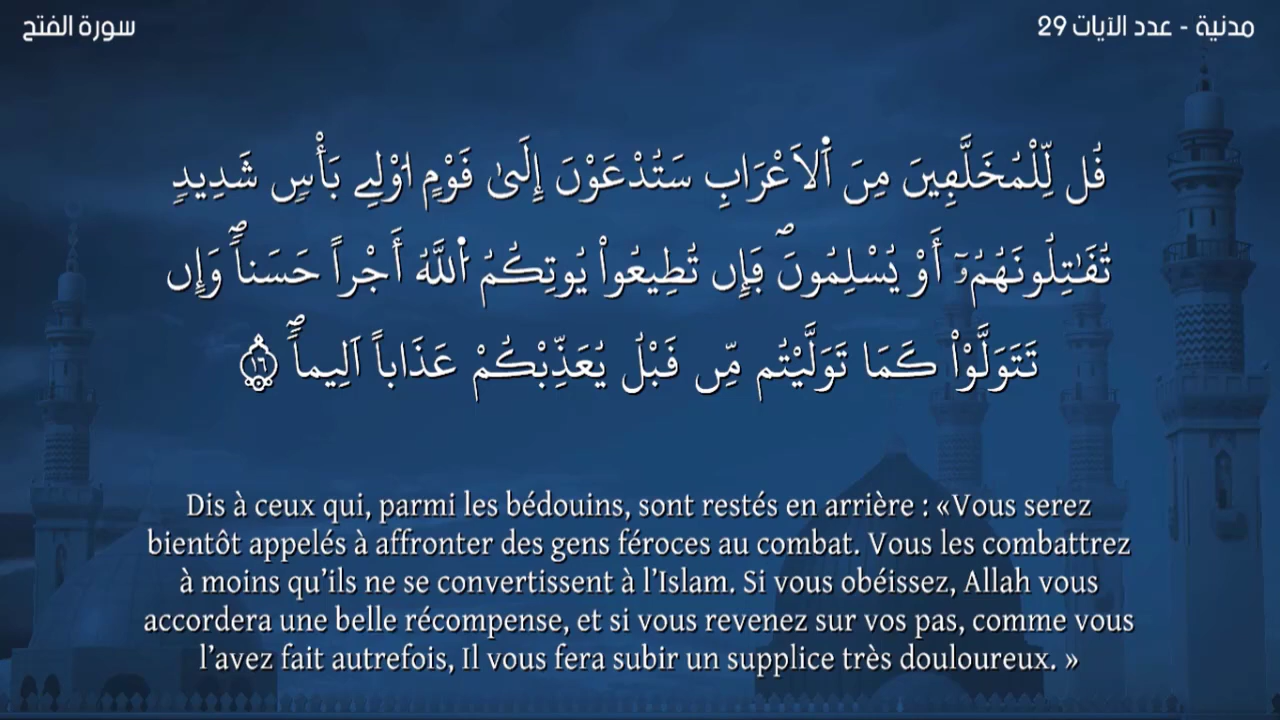 مدنية - عدد الآيات 29
سورة الفتح
قُل لِّلْمُخَلَّفِينَ مِنَ اَ۬لَاعْرَابِ سَتُدْعَوْنَ إِلَىٰ قَوْمٍ ا۟وْلِے بَأْسٖ شَدِيدٖ
تُقَٰتِلُونَهُمُۥٓ أَوْ يُسْلِمُونَۖ فَإِن تُطِيعُواْ يُوتِكُمُ اُ۬للَّهُ أَجْراً حَسَناٗۖ وَإِن
تَتَوَلَّوْاْ كَمَا تَوَلَّيْتُم مِّن قَبْلُ يُعَذِّبْكُمْ عَذَاباً اَلِيماٗۖ ١٦
Dis à ceux qui, parmi les bédouins, sont restés en arrière : «Vous serez
bientôt appelés à affronter des gens féroces au combat. Vous les combattrez
à moins qu’ils ne se convertissent à l’Islam. Si vous obéissez, Allah vous
accordera une belle récompense, et si vous revenez sur vos pas, comme vous
l’avez fait autrefois, Il vous fera subir un supplice très douloureux. »